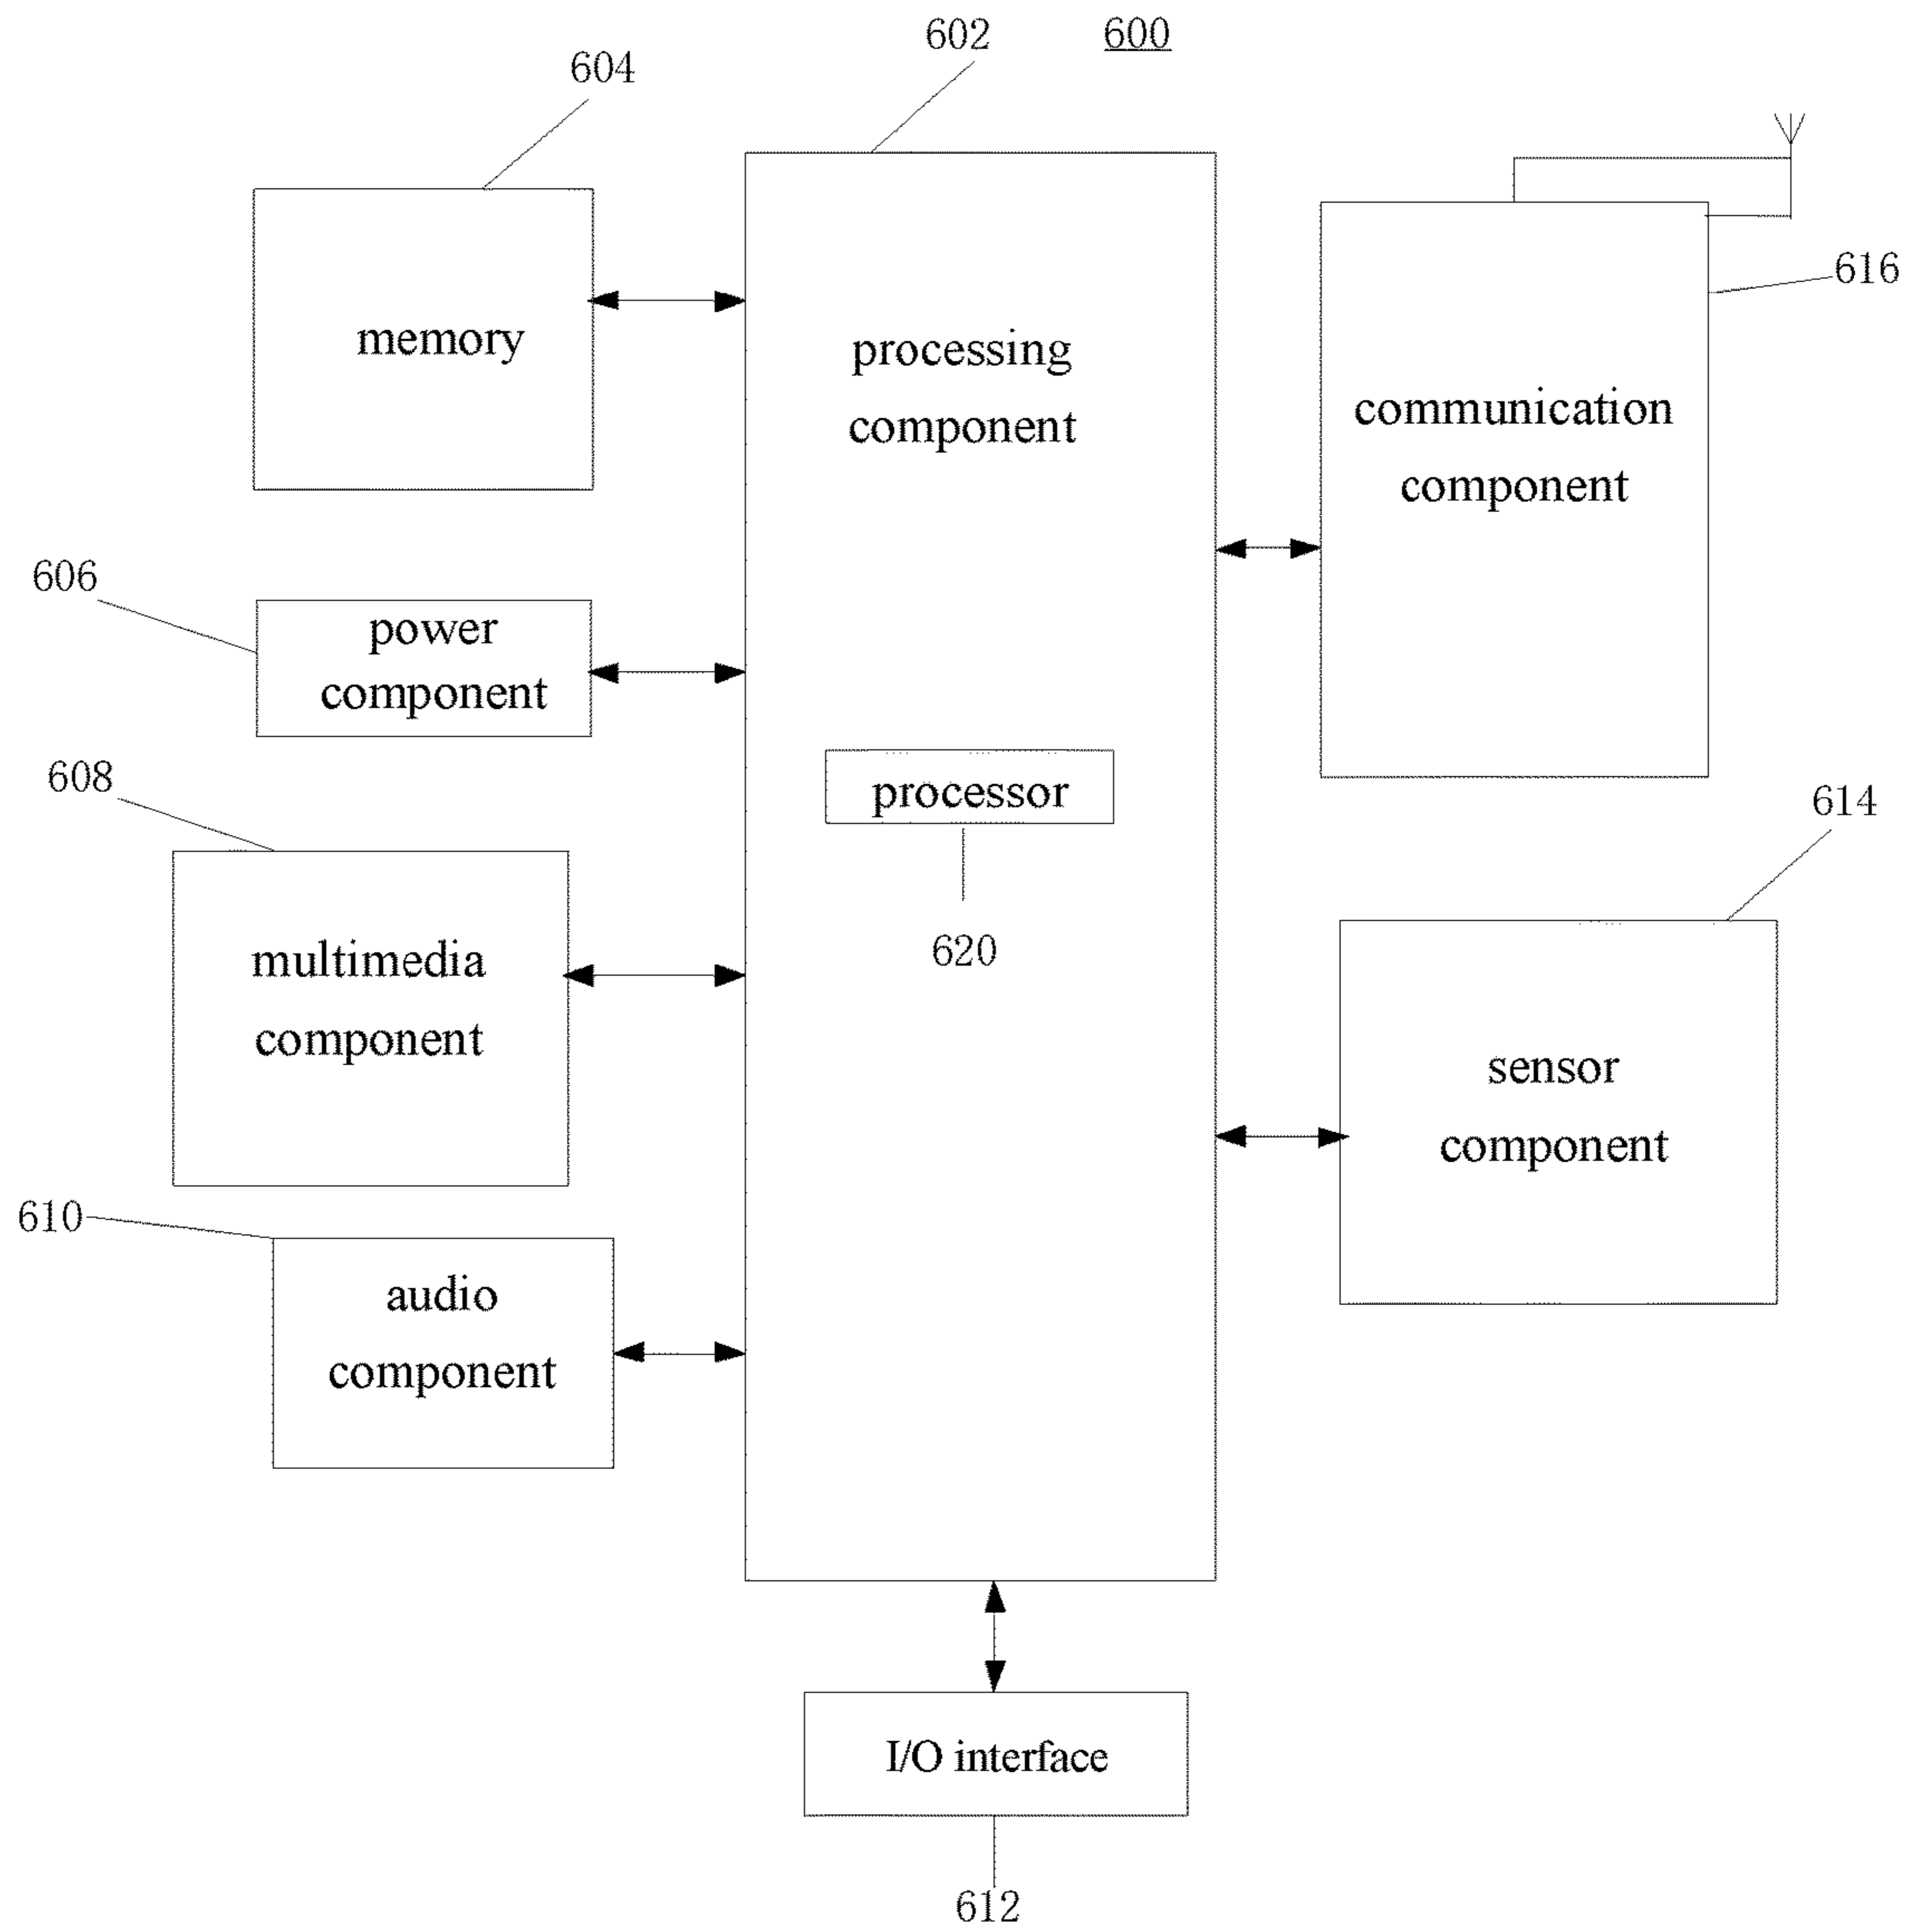 602
600
604
616
memory
processing
component
communication
component
606
power
component
608
processor
614
620
multimedia
component
sensor
component
610
audio
component
I/O interface
612